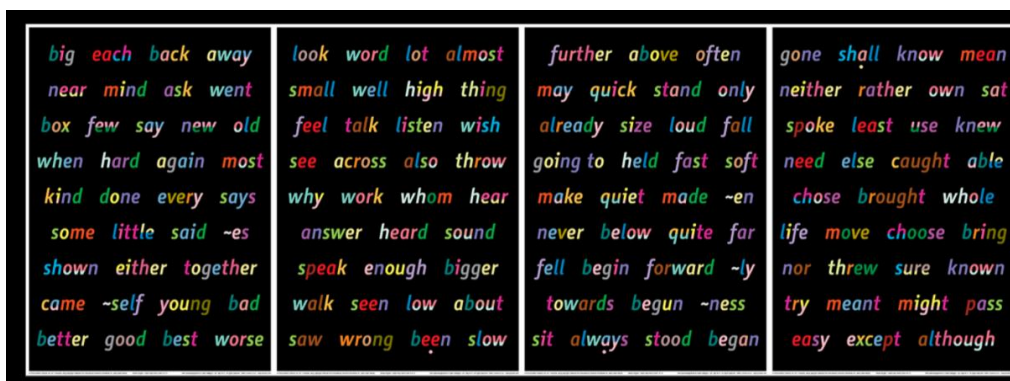 big each back away
near mind ask went
box few say new old
when hard again most
kind done every says
some little said ~es
shown either together
came ~self young bad
better good best worse
look word lot almost
small well high thing
feel talk listen wish
see across also throw
why work whom hear
answer heard sound
speak enough bigger
walk seen low about
saw wrong been slow
further above often
may quick stand only
already size loud fall
going to held fast soft
make quiet made ~en
never below quite far
fell begin forward ~ly
towards begun ~ness
sit always stood began
gone shall know mean
neither rather own sat
spoke least use knew
need else caught able
chose brought whole
life move choose bring
nor threw sure known
try meant might pass
easy except although